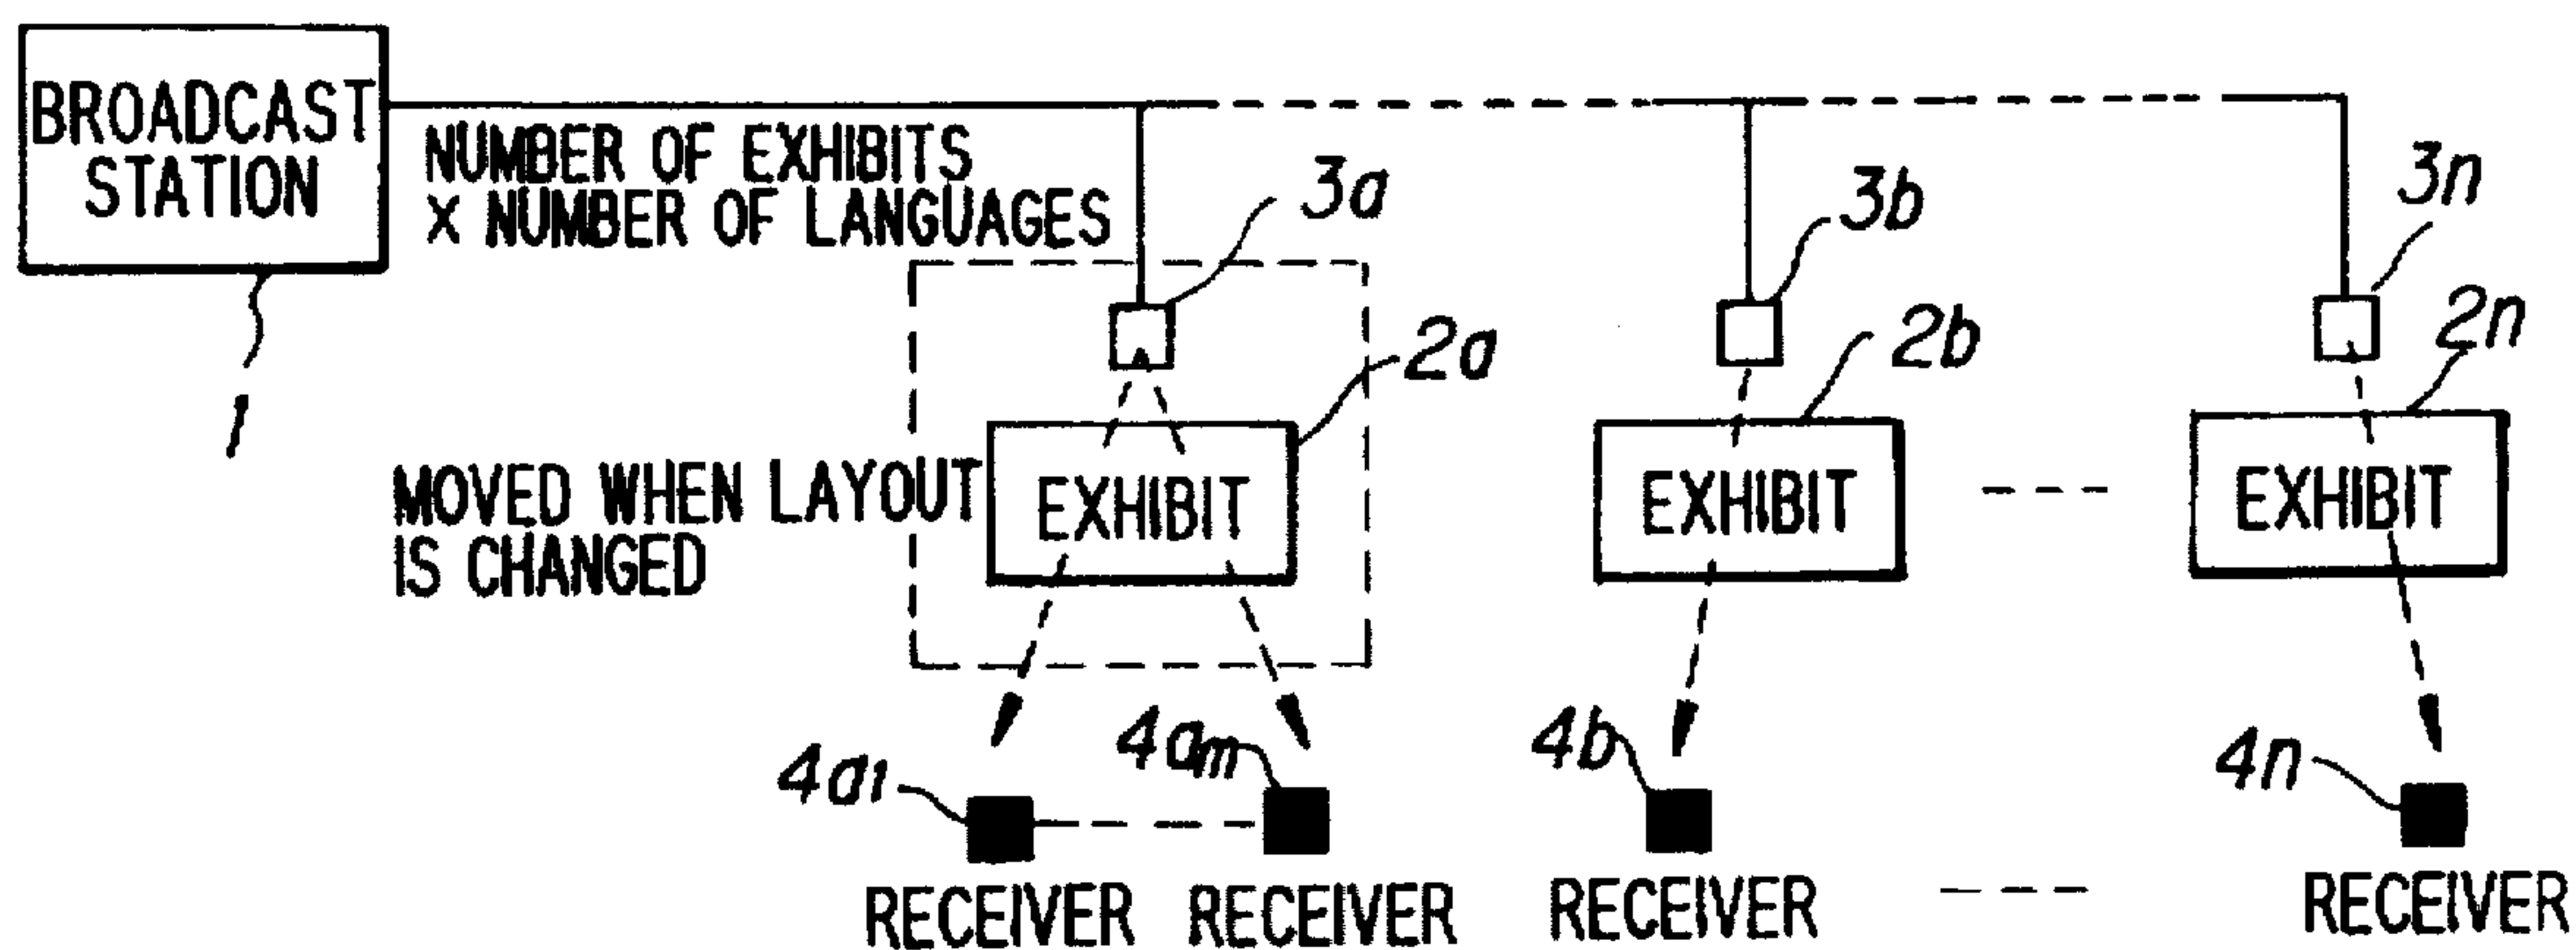 BROADCAST
STATION
NUMBER OF EXHIBITS
X NUMBER OF LANGUAGES
3a
3b
3n
2a
2b
2n
1
MOVED WHEN LAYOUT
IS CHANGED
EXHIBIT
EXHIBIT
EXHIBIT
4a1
4am
4b
4n
RECEIVER
RECEIVER
RECEIVER
RECEIVER